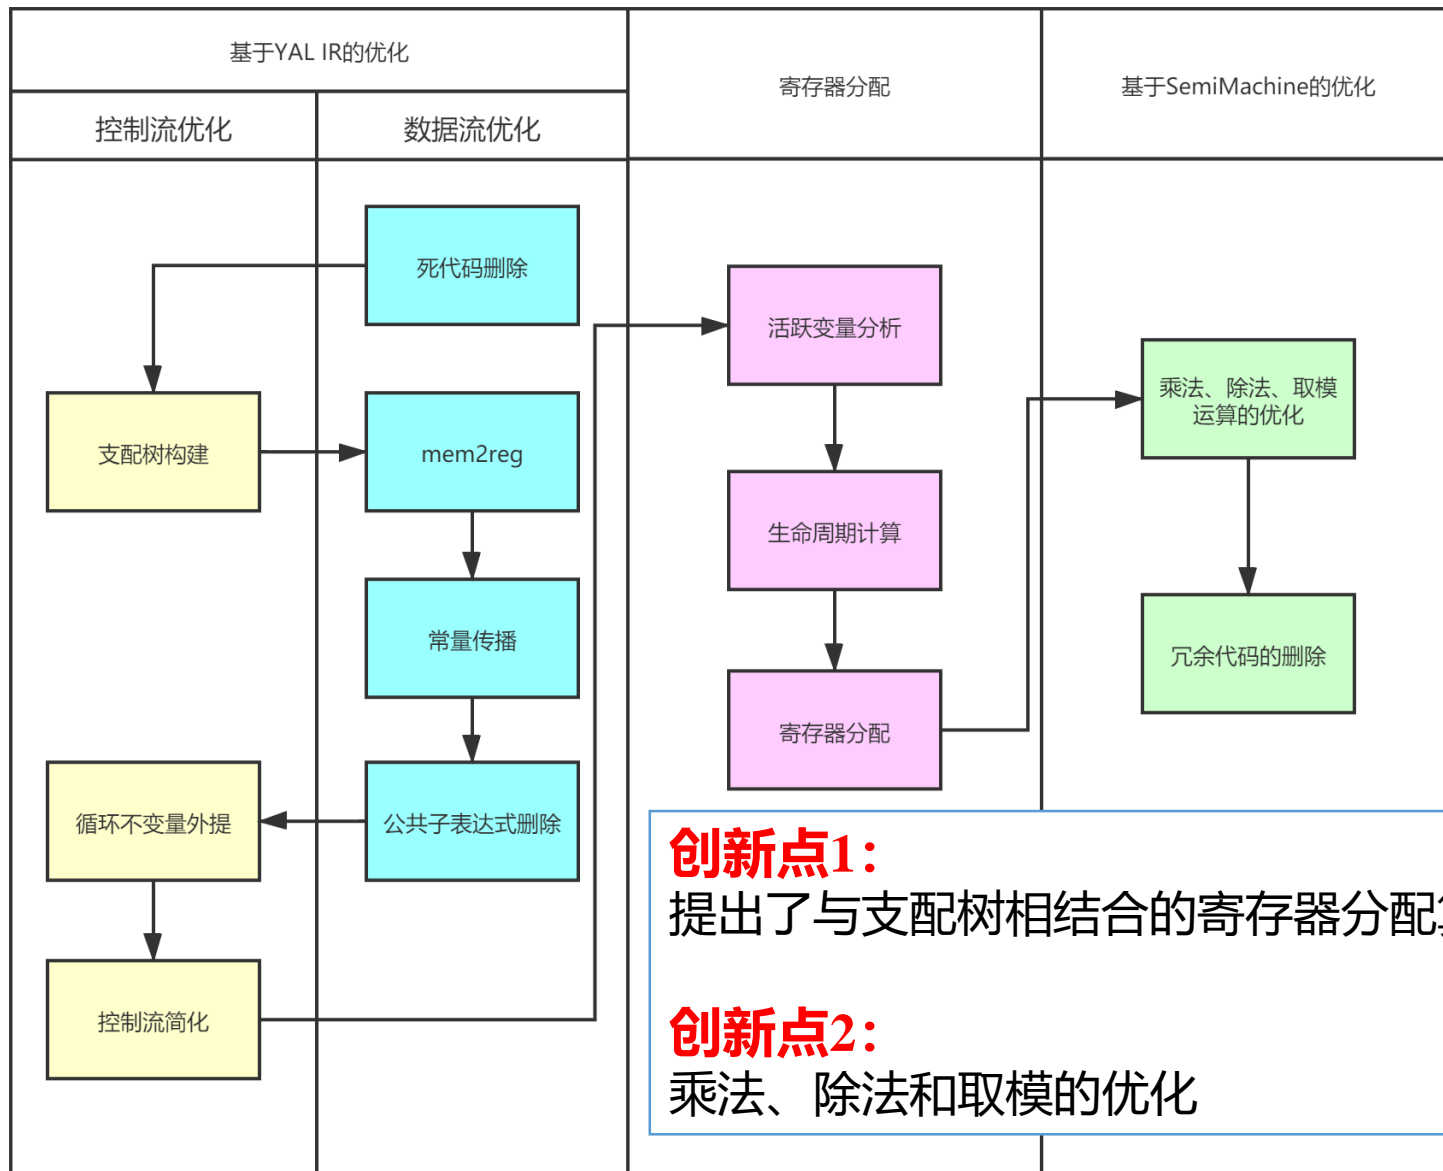 基于YAL IR的优化
寄存器分配
基于SemiMachine的优化
控制流优化
数据流优化
死代码删除
支配树构建
mem2reg
常量传播
公共子表达式删除
循环不变量外提
控制流简化
活跃变量分析
生命周期计算
寄存器分配
乘法、除法、取模
运算的优化
冗余代码的删除
创新点1：
提出了与支配树相结合的寄存器分配
创新点2：
乘法、除法和取模的优化